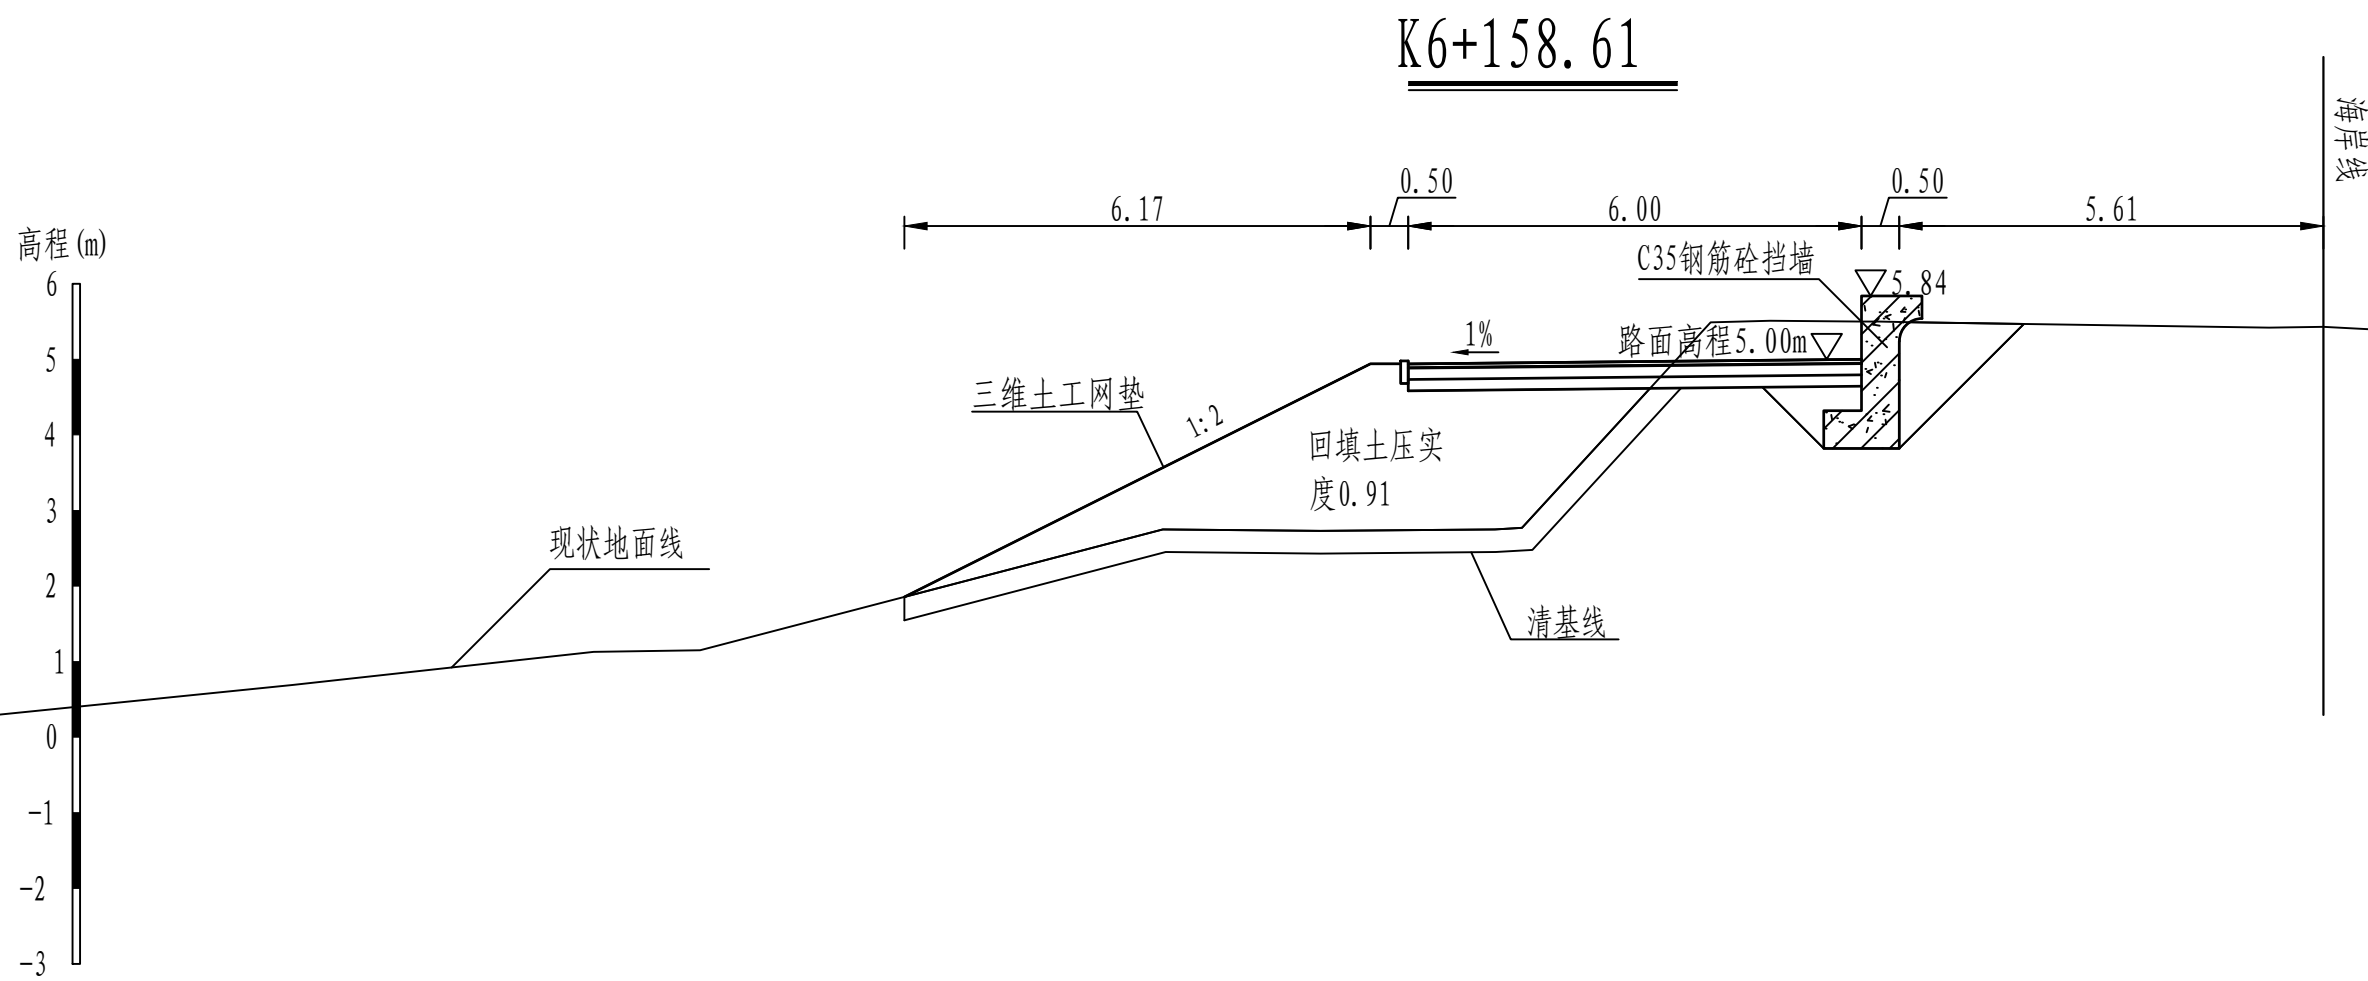 K6+158.61
海岸线
0.50
0.50
6.17
6.00
5.61
高程(m)
C35钢筋砼挡墙
5.84
6
1%
路面高程5.00m
5
三维土工网垫
1:2
4
回填土压实
度0.91
3
现状地面线
2
清基线
1
0
-1
-2
-3